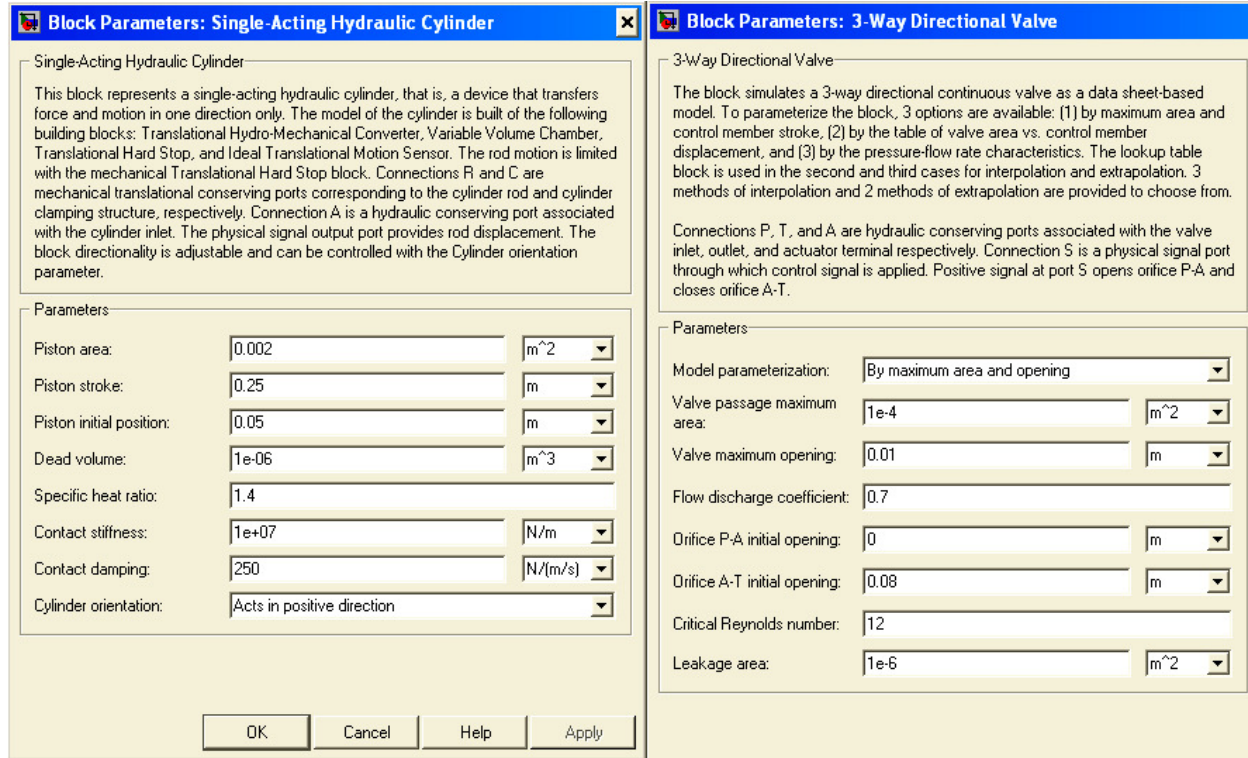 Block Parameters: Single-Acting Hydraulic Cylinder
Single-Acting Hydraulic Cylinder
This block represents a single-acting hydraulic cylinder, that is, a device that transfers
force and motion in one direction only. The model of the cylinder is built of the following
building blocks: Translational Hydro-Mechanical Converter, Variable Volume Chamber,
Translational Hard Stop, and Ideal Translational Motion Sensor. The rod motion is limited
with the mechanical Translational Hard Stop block. Connections R and C are
mechanical translational conserving ports corresponding to the cylinder rod and cylinder
clamping structure, respectively. Connection A is a hydraulic conserving port associated
with the cylinder inlet. The physical signal output port provides rod displacement. The
block directionality is adjustable and can be controlled with the Cylinder orientation
parameter.
Parameters
Piston area: 0.002 m^2
Piston stroke: 0.25 m
Piston initial position: 0.05 m
Dead volume: 1e-06 m^3
Specific heat ratio: 1.4
Contact stiffness: 1e+07 N/m
Contact damping: 250 N/(m/s)
Cylinder orientation: Acts in positive direction
OK Cancel Help Apply
Block Parameters: 3-Way Directional Valve
3-Way Directional Valve
The block simulates a 3-way directional continuous valve as a data sheet-based
model. To parameterize the block, 3 options are available: (1) by maximum area and
control member stroke, (2) by the table of valve area vs. control member
displacement, and (3) by the pressure-flow rate characteristics. The lookup table
block is used in the second and third cases for interpolation and extrapolation. 3
methods of interpolation and 2 methods of extrapolation are provided to choose from.
Connections P, T, and A are hydraulic conserving ports associated with the valve
inlet, outlet, and actuator terminal respectively. Connection S is a physical signal port
through which control signal is applied. Positive signal at port S opens orifice P-A and
closes orifice A-T.
Parameters
Model parameterization: By maximum area and opening
Valve passage maximum
area: 1e-4 m^2
Valve maximum opening: 0.01 m
Flow discharge coefficient: 0.7
Orifice P-A initial opening: 0 m
Orifice A-T initial opening: 0.08 m
Critical Reynolds number: 12
Leakage area: 1e-6 m^2